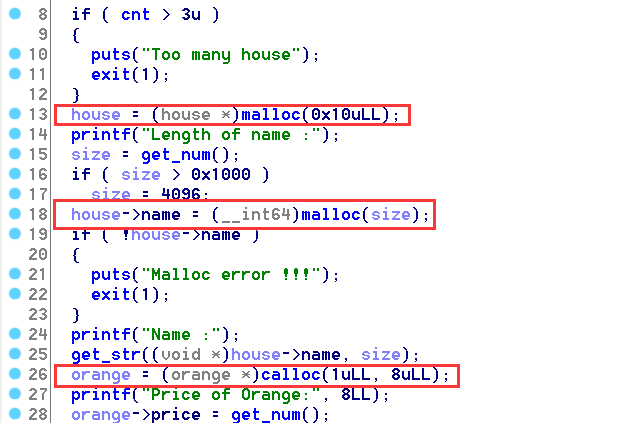 8 if ( cnt > 3u )
9 {
10 puts("Too many house");
11 exit(1);
12 }
13 house = (house *)malloc(0x10uLL);
14 printf("Length of name :");
15 size = get_num();
16 if ( size > 0x1000 )
17 size = 4096;
18 house->name = (__int64)malloc(size);
19 if ( !house->name )
20 {
21 puts("Malloc error !!!");
22 exit(1);
23 }
24 printf("Name :");
25 get_str((void *)house->name, size);
26 orange = (orange *)calloc(1uLL, 8uLL);
27 printf("Price of Orange:", 8LL);
28 orange->price = get_num();